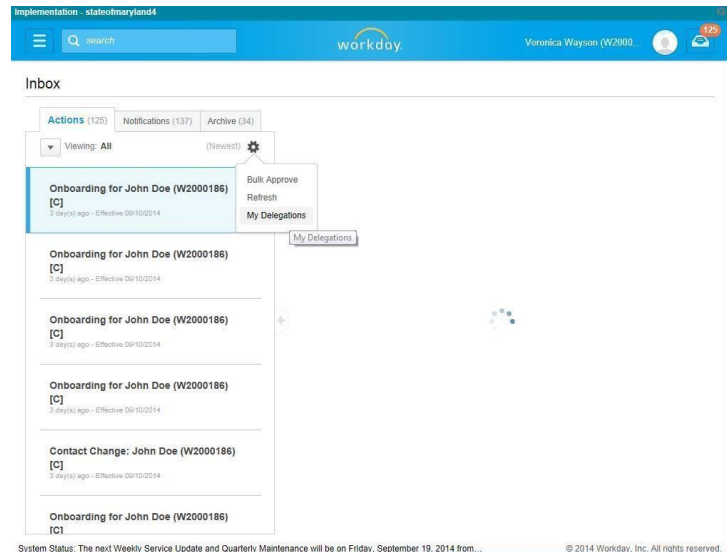 Implementation - stateofmaryland4
search
workday.
Veronica Wayson (W2000...
125
Inbox
Actions (125)
Notifications (137)
Archive (34)
Viewing: All
(Newest)
Bulk Approve
Refresh
My Delegations
My Delegations
Onboarding for John Doe (W2000186)
[C]
3 day(s) ago - Effective 09/10/2014
Onboarding for John Doe (W2000186)
[C]
3 day(s) ago - Effective 09/10/2014
Onboarding for John Doe (W2000186)
[C]
3 day(s) ago - Effective 09/10/2014
Onboarding for John Doe (W2000186)
[C]
3 day(s) ago - Effective 09/10/2014
Contact Change: John Doe (W2000186)
[C]
3 day(s) ago - Effective 09/10/2014
Onboarding for John Doe (W2000186)
[C]
System Status: The next Weekly Service Update and Quarterly Maintenance will be on Friday, September 19, 2014 from...
© 2014 Workday, Inc. All rights reserved.